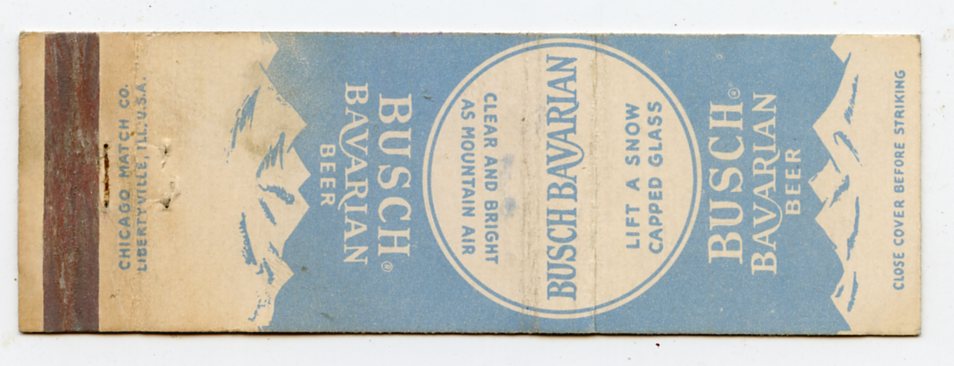 CHICAGO MATCH CO.
LIBERTYVILLE, ILL. U.S.A.
BUSCH®
BAVARIAN
BEER
CLEAR AND BRIGHT
AS MOUNTAIN AIR
BUSCH BAVARIAN
LIFT A SNOW
CAPPED GLASS
BUSCH®
BAVARIAN
BEER
CLOSE COVER BEFORE STRIKING